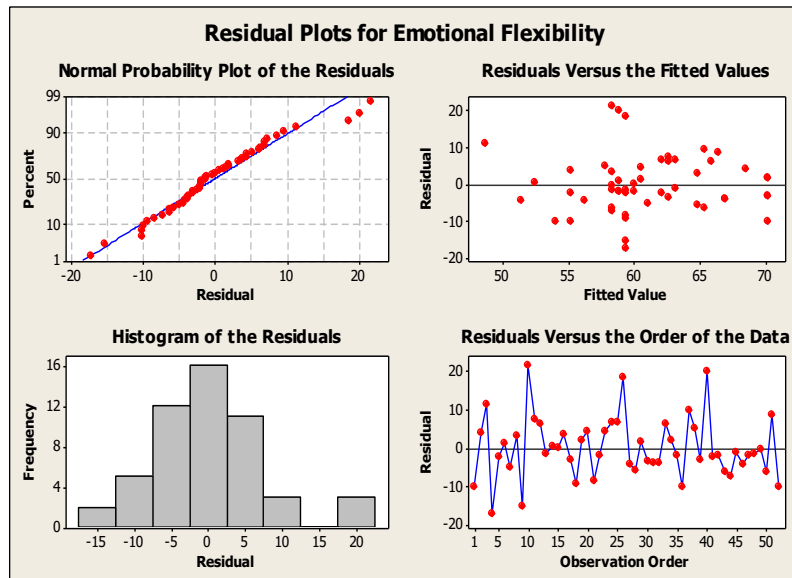 Residual Plots for Emotional Flexibility
Normal Probability Plot of the Residuals
99
90
50
10
1
Percent
-20 -10 0 10 20
Residual
Residuals Versus the Fitted Values
20
10
0
-10
-20
Residual
50 55 60 65 70
Fitted Value
Histogram of the Residuals
16
12
8
4
0
Frequency
-15 -10 -5 0 5 10 15 20
Residual
Residuals Versus the Order of the Data
20
10
0
-10
-20
Residual
1 5 10 15 20 25 30 35 40 45 50
Observation Order